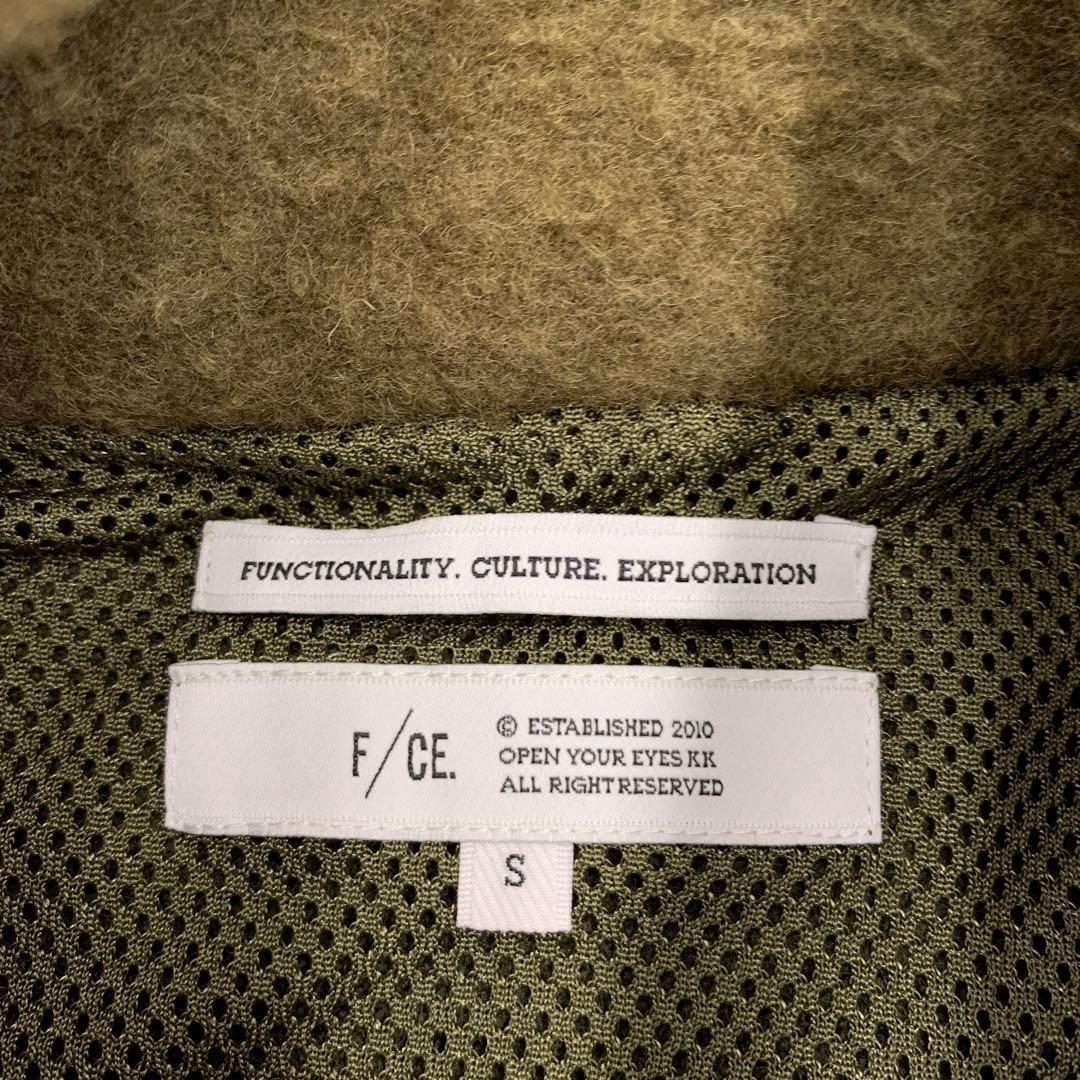 FUNCTIONALITY. CULTURE. EXPLORATION
F/CE.
© ESTABLISHED 2010
OPEN YOUR EYES KK
ALL RIGHT RESERVED
S